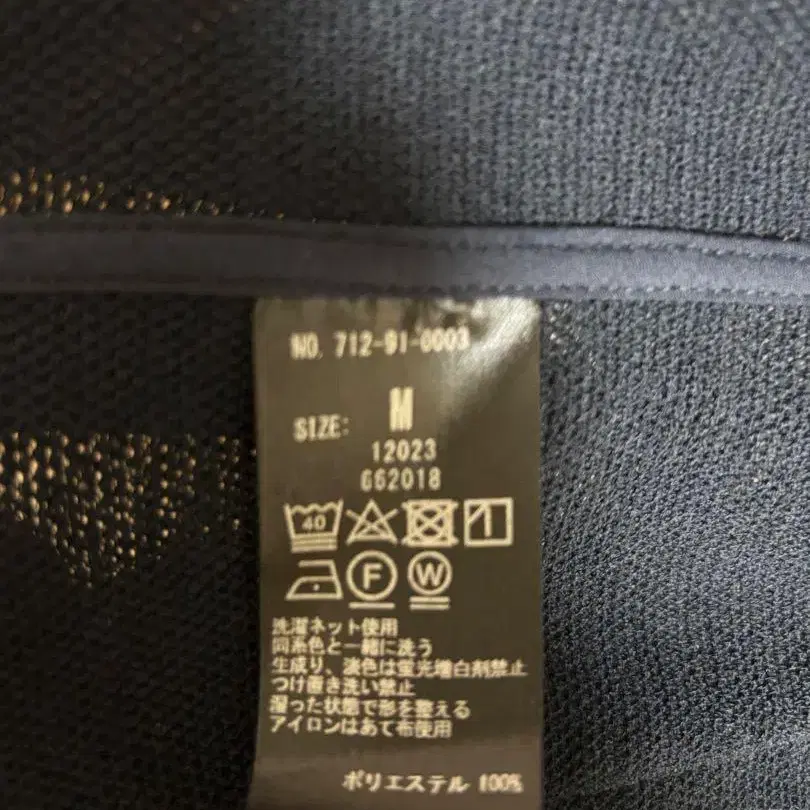 NO. 712-91-0003
SIZE: M
12023
662018
40
F W
洗濯ネット使用
同系色と一緒に洗う
生成り、淡色は蛍光増白剤禁止
つけ置き洗い禁止
湿った状態で形を整える
アイロンはあて布使用
ポリエステル 100%